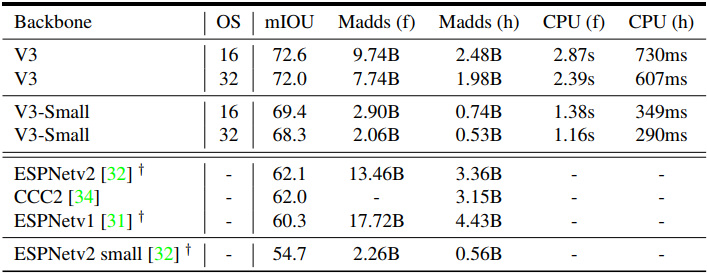 Backbone OS mIOU Madds (f) Madds (h) CPU (f) CPU (h)
V3 16 72.6 9.74B 2.48B 2.87s 730ms
V3 32 72.0 7.74B 1.98B 2.39s 607ms
V3-Small 16 69.4 2.90B 0.74B 1.38s 349ms
V3-Small 32 68.3 2.06B 0.53B 1.16s 290ms
ESPNetv2 [32] † - 62.1 13.46B 3.36B - -
CCC2 [34] - 62.0 - 3.15B - -
ESPNetv1 [31] † - 60.3 17.72B 4.43B - -
ESPNetv2 small [32] † - 54.7 2.26B 0.56B - -